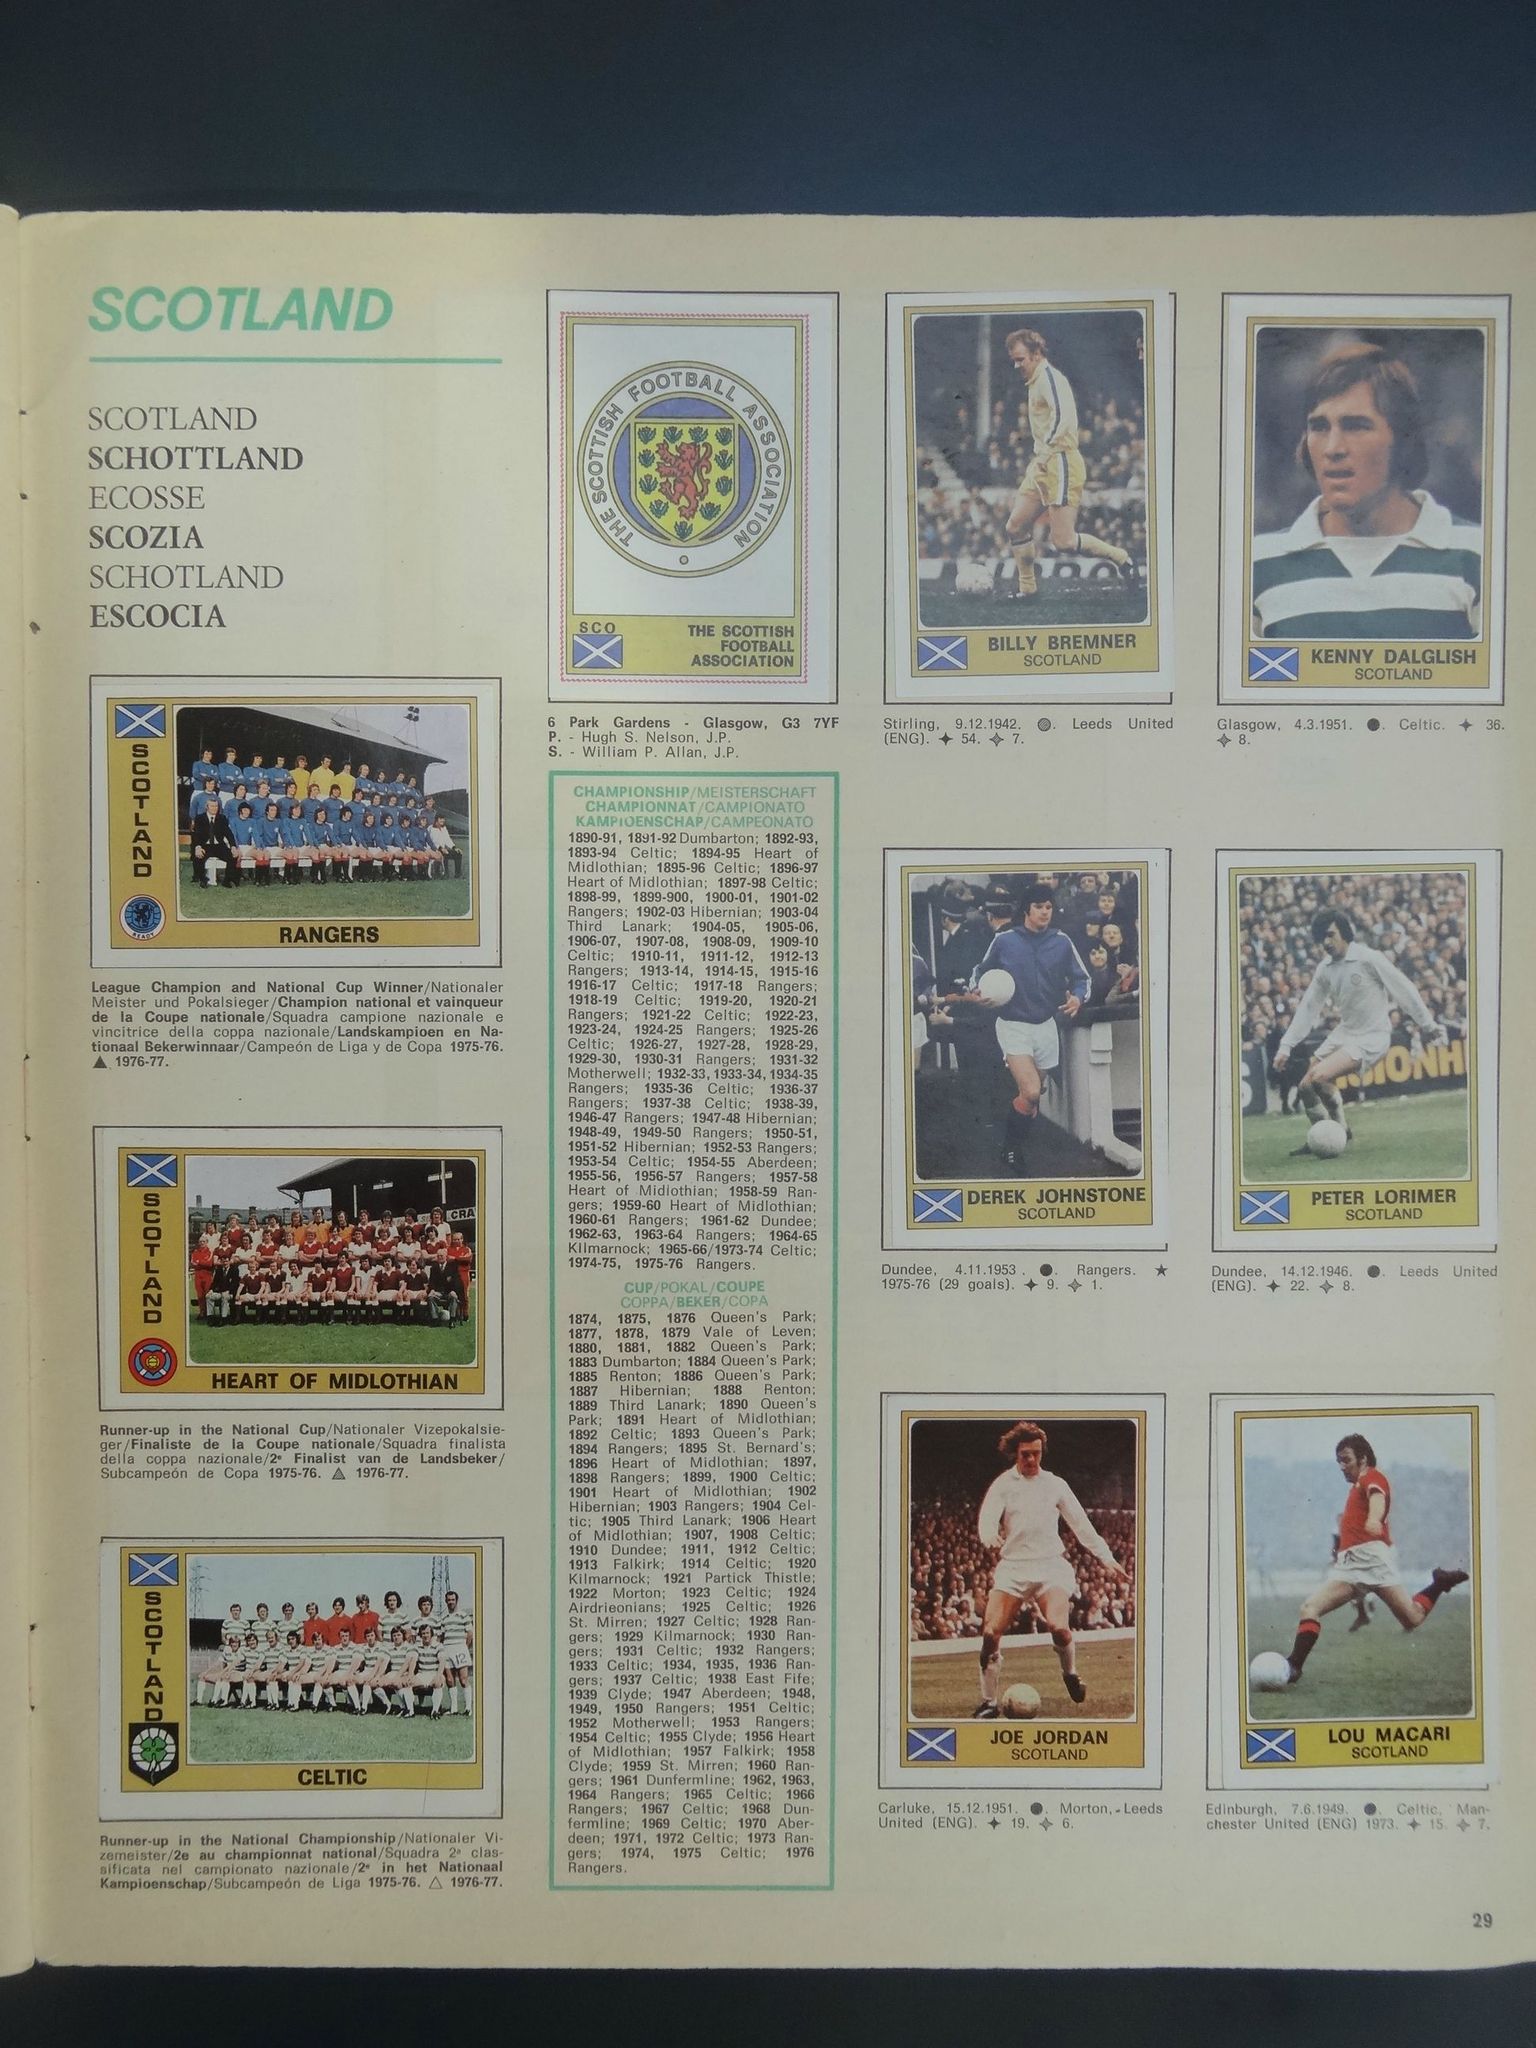 SCOTLAND
SCOTLAND
SCHOTTLAND
ECOSSE
SCOZIA
SCHOTLAND
ESCOCIA
SCOTLAND
READY
RANGERS
League Champion and National Cup Winner/Nationaler
Meister und Pokalsieger/Champion national et vainqueur
de la Coupe nationale/Squadra campione nazionale e
vincitrice della coppa nazionale/Landskampioen en Na-
tionaal Bekerwinnaar/Campeón de Liga y de Copa 1975-76.
▲ 1976-77.
SCOTLAND
CRA
HEART OF MIDLOTHIAN
Runner-up in the National Cup/Nationaler Vizepokalsie-
ger/Finaliste de la Coupe nationale/Squadra finalista
della coppa nazionale/2e Finalist van de Landsbeker/
Subcampeón de Copa 1975-76. ▲ 1976-77.
SCOTLAND
12
CELTIC
Runner-up in the National Championship/Nationaler Vi-
zemeister/2e au championnat national/Squadra 2a clas-
sificata nel campionato nazionale/2e in het Nationaal
Kampioenschap/Subcampeón de Liga 1975-76. △ 1976-77.
THE SCOTTISH FOOTBALL ASSOCIATION
SCO
THE SCOTTISH
FOOTBALL
ASSOCIATION
6 Park Gardens - Glasgow, G3 7YF
P. - Hugh S. Nelson, J.P.
S. - William P. Allan, J.P.
CHAMPIONSHIP/MEISTERSCHAFT
CHAMPIONNAT/CAMPIONATO
KAMPIOENSCHAP/CAMPEONATO
1890-91, 1891-92 Dumbarton; 1892-93,
1893-94 Celtic; 1894-95 Heart of
Midlothian; 1895-96 Celtic; 1896-97
Heart of Midlothian; 1897-98 Celtic;
1898-99, 1899-900, 1900-01, 1901-02
Rangers; 1902-03 Hibernian; 1903-04
Third Lanark; 1904-05, 1905-06,
1906-07, 1907-08, 1908-09, 1909-10
Celtic; 1910-11, 1911-12, 1912-13
Rangers; 1913-14, 1914-15, 1915-16
1916-17 Celtic; 1917-18 Rangers;
1918-19 Celtic; 1919-20, 1920-21
Rangers; 1921-22 Celtic; 1922-23,
1923-24, 1924-25 Rangers; 1925-26
Celtic; 1926-27, 1927-28, 1928-29,
1929-30, 1930-31 Rangers; 1931-32
Motherwell; 1932-33, 1933-34, 1934-35
Rangers; 1935-36 Celtic; 1936-37
Rangers; 1937-38 Celtic; 1938-39,
1946-47 Rangers; 1947-48 Hibernian;
1948-49, 1949-50 Rangers; 1950-51,
1951-52 Hibernian; 1952-53 Rangers;
1953-54 Celtic; 1954-55 Aberdeen;
1955-56, 1956-57 Rangers; 1957-58
Heart of Midlothian; 1958-59 Ran-
gers; 1959-60 Heart of Midlothian;
1960-61 Rangers; 1961-62 Dundee;
1962-63, 1963-64 Rangers; 1964-65
Kilmarnock; 1965-66/1973-74 Celtic;
1974-75, 1975-76 Rangers.
CUP/POKAL/COUPE
COPPA/BEKER/COPA
1874, 1875, 1876 Queen's Park;
1877, 1878, 1879 Vale of Leven;
1880, 1881, 1882 Queen's Park;
1883 Dumbarton; 1884 Queen's Park;
1885 Renton; 1886 Queen's Park;
1887 Hibernian; 1888 Renton;
1889 Third Lanark; 1890 Queen's
Park; 1891 Heart of Midlothian;
1892 Celtic; 1893 Queen's Park;
1894 Rangers; 1895 St. Bernard's;
1896 Heart of Midlothian; 1897,
1898 Rangers; 1899, 1900 Celtic;
1901 Heart of Midlothian; 1902
Hibernian; 1903 Rangers; 1904 Cel-
tic; 1905 Third Lanark; 1906 Heart
of Midlothian; 1907, 1908 Celtic;
1910 Dundee; 1911, 1912 Celtic;
1913 Falkirk; 1914 Celtic; 1920
Kilmarnock; 1921 Partick Thistle;
1922 Morton; 1923 Celtic; 1924
Airdrieonians; 1925 Celtic; 1926
St. Mirren; 1927 Celtic; 1928 Ran-
gers; 1929 Kilmarnock; 1930 Ran-
gers; 1931 Celtic; 1932 Rangers;
1933 Celtic; 1934, 1935, 1936 Ran-
gers; 1937 Celtic; 1938 East Fife;
1939 Clyde; 1947 Aberdeen; 1948,
1949, 1950 Rangers; 1951 Celtic;
1952 Motherwell; 1953 Rangers;
1954 Celtic; 1955 Clyde; 1956 Heart
of Midlothian; 1957 Falkirk; 1958
Clyde; 1959 St. Mirren; 1960 Ran-
gers; 1961 Dunfermline; 1962, 1963,
1964 Rangers; 1965 Celtic; 1966
Rangers; 1967 Celtic; 1968 Dun-
fermline; 1969 Celtic; 1970 Aber-
deen; 1971, 1972 Celtic; 1973 Ran-
gers; 1974, 1975 Celtic; 1976
Rangers.
BILLY BREMNER
SCOTLAND
Stirling, 9.12.1942. ◍. Leeds United
(ENG). ✦ 54. ✧ 7.
KENNY DALGLISH
SCOTLAND
Glasgow, 4.3.1951. ●. Celtic. ✦ 36.
✧ 8.
DEREK JOHNSTONE
SCOTLAND
Dundee, 4.11.1953. ●. Rangers. ★
1975-76 (29 goals). ✦ 9. ✧ 1.
IONH
PETER LORIMER
SCOTLAND
Dundee, 14.12.1946. ●. Leeds United
(ENG). ✦ 22. ✧ 8.
JOE JORDAN
SCOTLAND
Carluke, 15.12.1951. ●. Morton, Leeds
United (ENG). ✦ 19. ✧ 6.
LOU MACARI
SCOTLAND
Edinburgh, 7.6.1949. ●. Celtic, Man-
chester United (ENG) 1973. ✦ 15. ✧ 7.
29